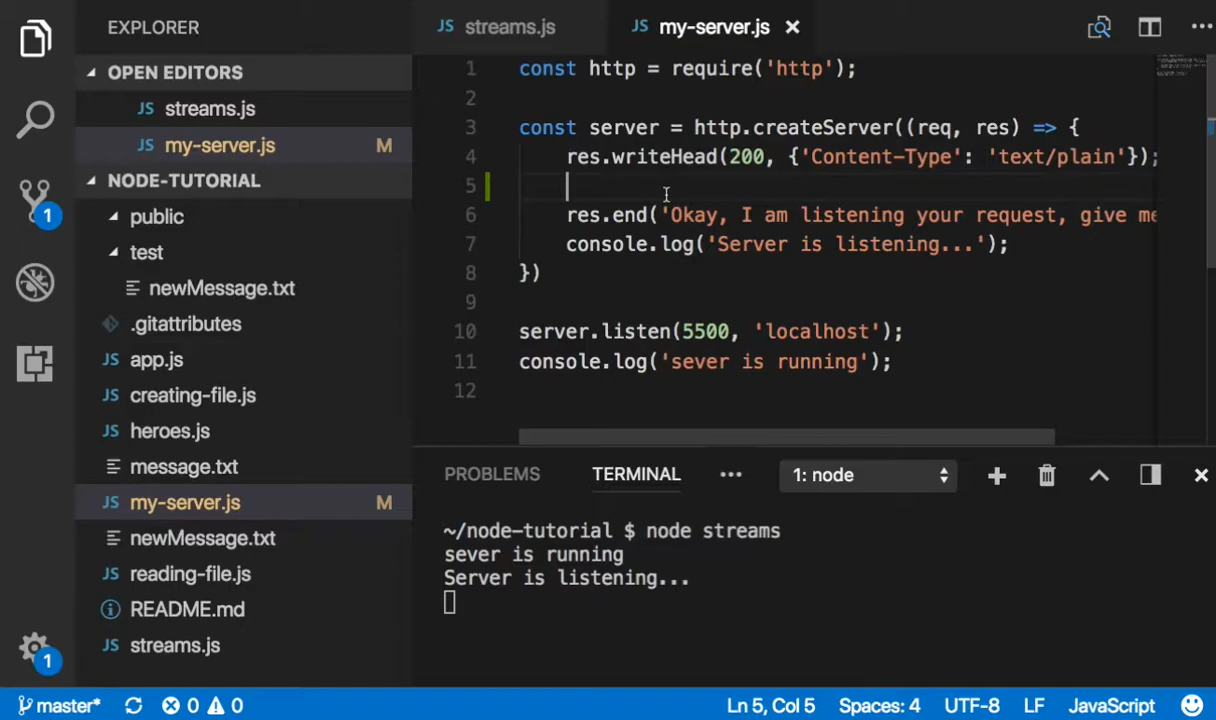 EXPLORER
OPEN EDITORS
JS streams.js
JS my-server.js M
NODE-TUTORIAL
public
test
newMessage.txt
.gitattributes
JS app.js
JS creating-file.js
JS heroes.js
message.txt
JS my-server.js M
newMessage.txt
JS reading-file.js
README.md
JS streams.js
1
1
JS streams.js JS my-server.js
1 const http = require('http');
2
3 const server = http.createServer((req, res) => {
4 res.writeHead(200, {'Content-Type': 'text/plain'});
5
6 res.end('Okay, I am listening your request, give me
7 console.log('Server is listening...');
8 })
9
10 server.listen(5500, 'localhost');
11 console.log('sever is running');
12
PROBLEMS TERMINAL ... 1: node
~/node-tutorial $ node streams
sever is running
Server is listening...
master* 0 0 Ln 5, Col 5 Spaces: 4 UTF-8 LF JavaScript